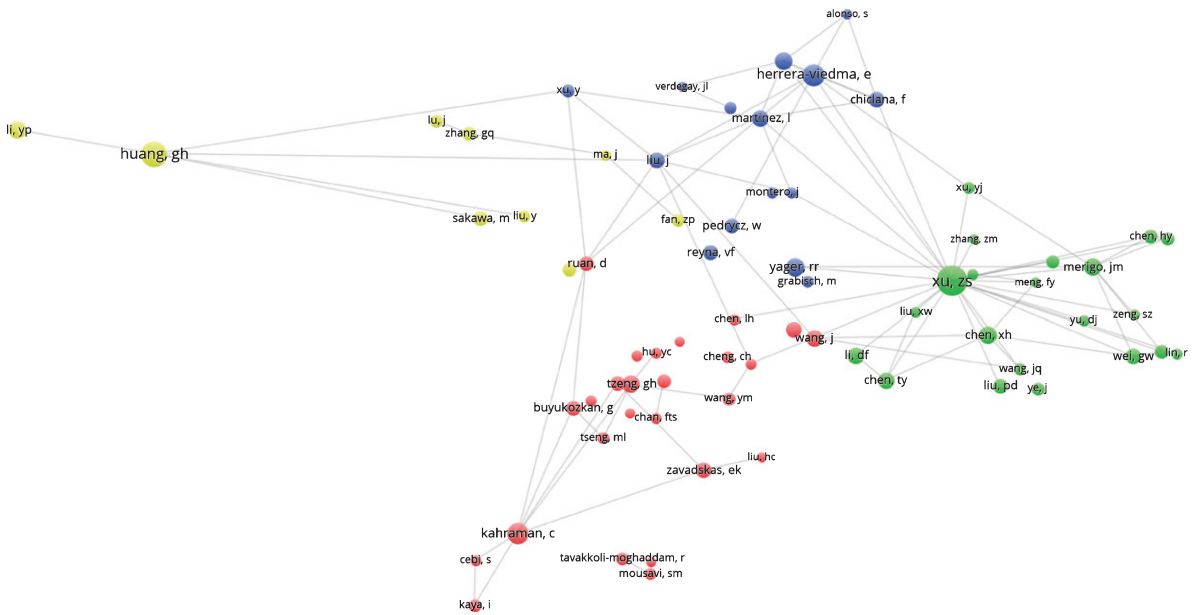 alonso, s
herrera-viedma, e
verdegay, jl
xu, y
chiclana, f
martinez, l
lu, j
zhang, gq
li, yp
huang, gh
ma, j
liu, j
montero, j
xu, yj
sakawa, m
liu, y
fan, zp
pedrycz, w
zhang, zm
chen, hy
reyna, vf
ruan, d
yager, rr
merigo, jm
grabisch, m
xu, zs
meng, fy
liu, xw
zeng, sz
chen, lh
yu, dj
wang, j
chen, xh
hu, yc
cheng, ch
li, df
wei, gw
lin, r
wang, jq
tzeng, gh
chen, ty
liu, pd
ye, j
wang, ym
buyukozkan, g
chan, fts
tseng, ml
liu, hc
zavadskas, ek
kahraman, c
cebi, s
tavakkoli-moghaddam, r
mousavi, sm
kaya, i